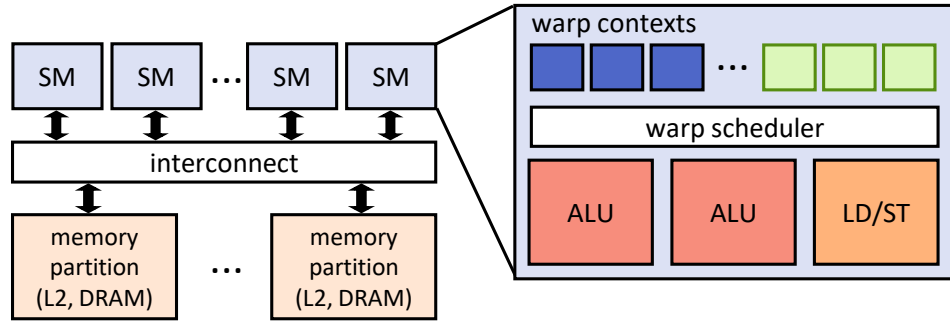 warp contexts
SM SM ... SM SM
...
warp scheduler
interconnect
ALU ALU LD/ST
memory
partition
(L2, DRAM)
...
memory
partition
(L2, DRAM)